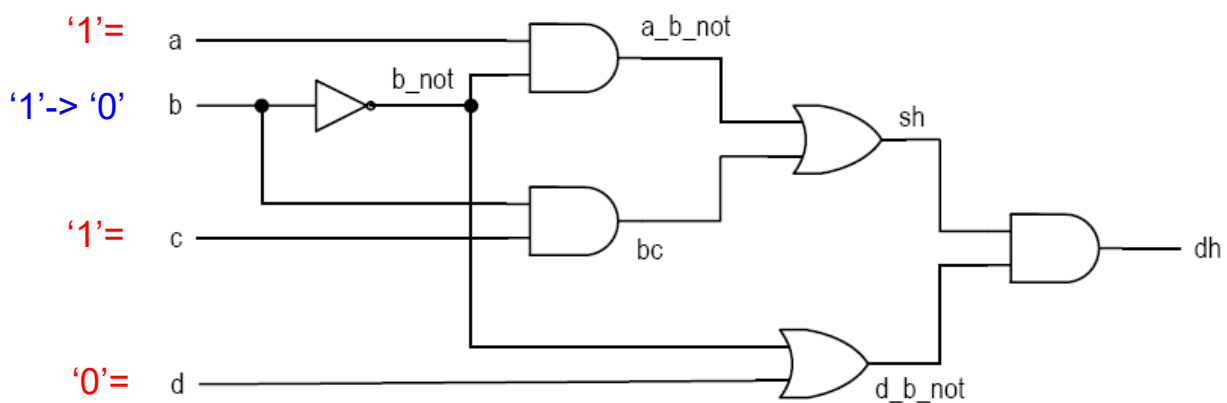 ‘1’= a
a_b_not
‘1’-> ‘0’ b
b_not
sh
‘1’= c
bc
dh
‘0’= d
d_b_not